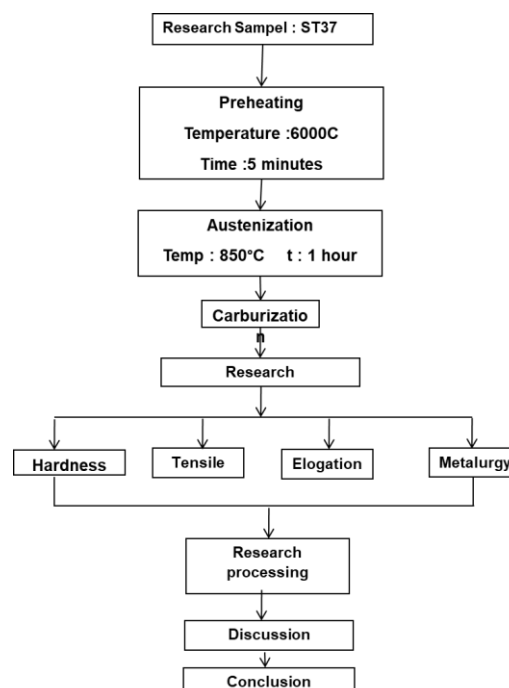 Research Sampel : ST37
Preheating
Temperature :6000C
Time :5 minutes
Austenization
Temp : 850°C t : 1 hour
Carburizatio
n
Research
Hardness Tensile Elogation Metalurgy
Research
processing
Discussion
Conclusion